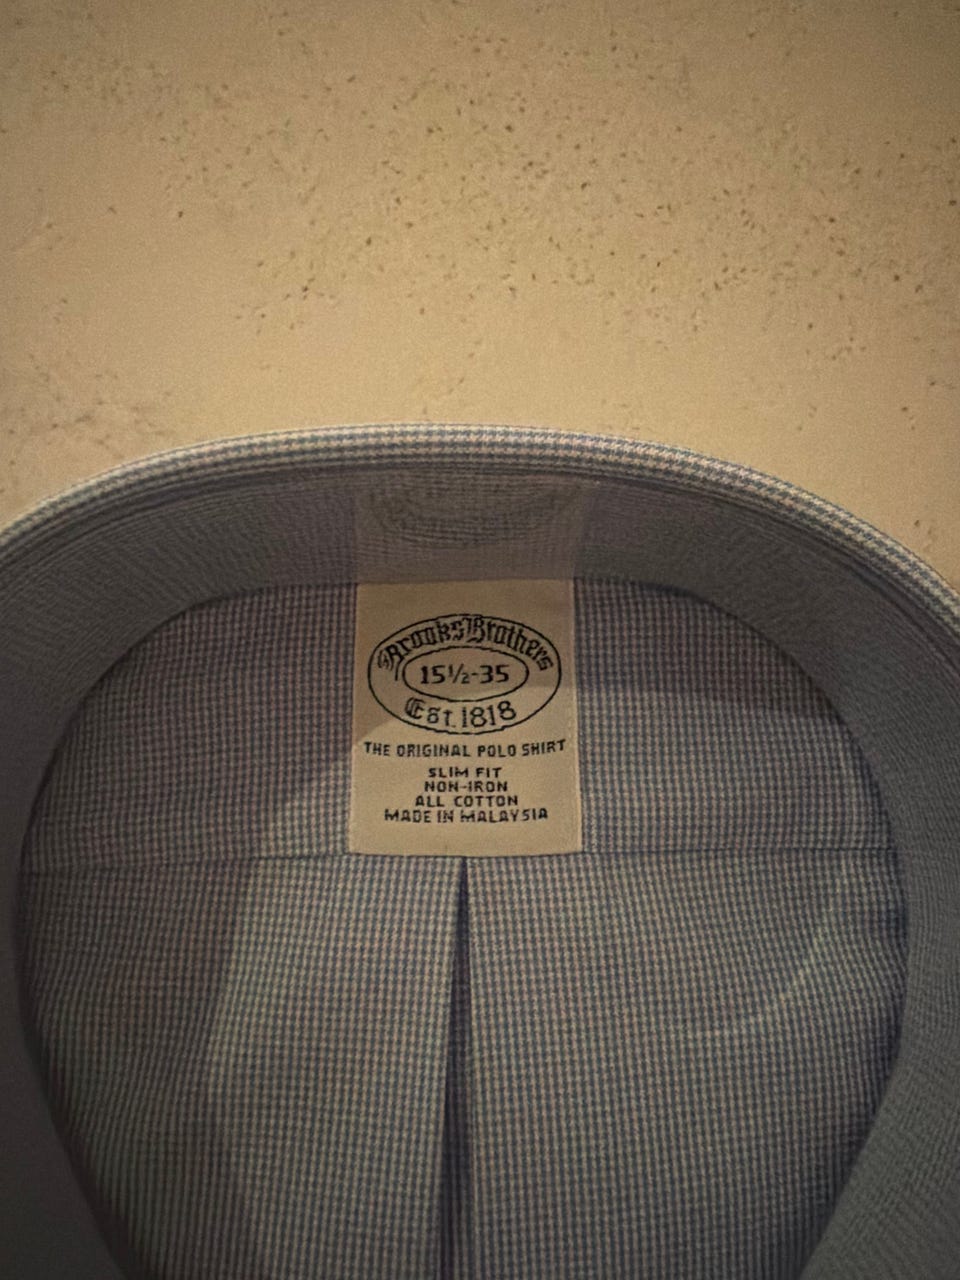 Brooks Brothers
15½-35
Est. 1818
THE ORIGINAL POLO SHIRT
SLIM FIT
NON-IRON
ALL COTTON
MADE IN MALAYSIA